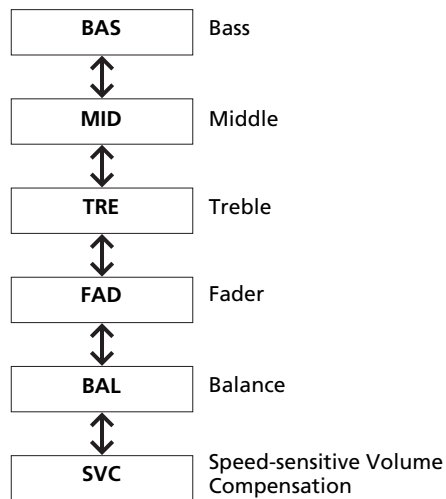 BAS Bass
MID Middle
TRE Treble
FAD Fader
BAL Balance
SVC Speed-sensitive Volume
Compensation